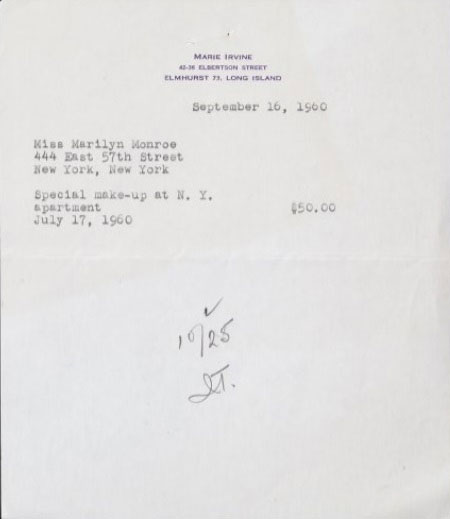 MARIE IRVINE
42-36 ELBERTSON STREET
ELMHURST 73, LONG ISLAND
September 16, 1960
Miss Marilyn Monroe
444 East 57th Street
New York, New York
Special make-up at N. Y.
apartment $50.00
July 17, 1960
10/25